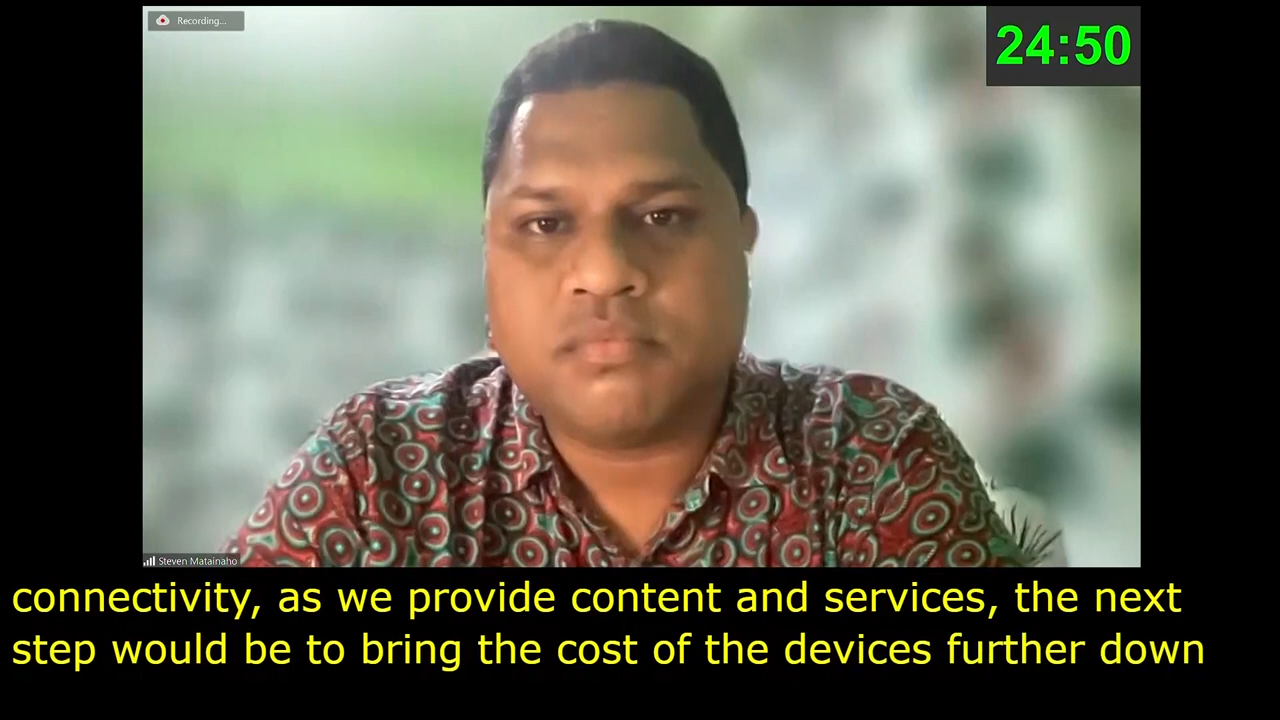 Recording...
24:50
Steven Matainaho
connectivity, as we provide content and services, the next
step would be to bring the cost of the devices further down